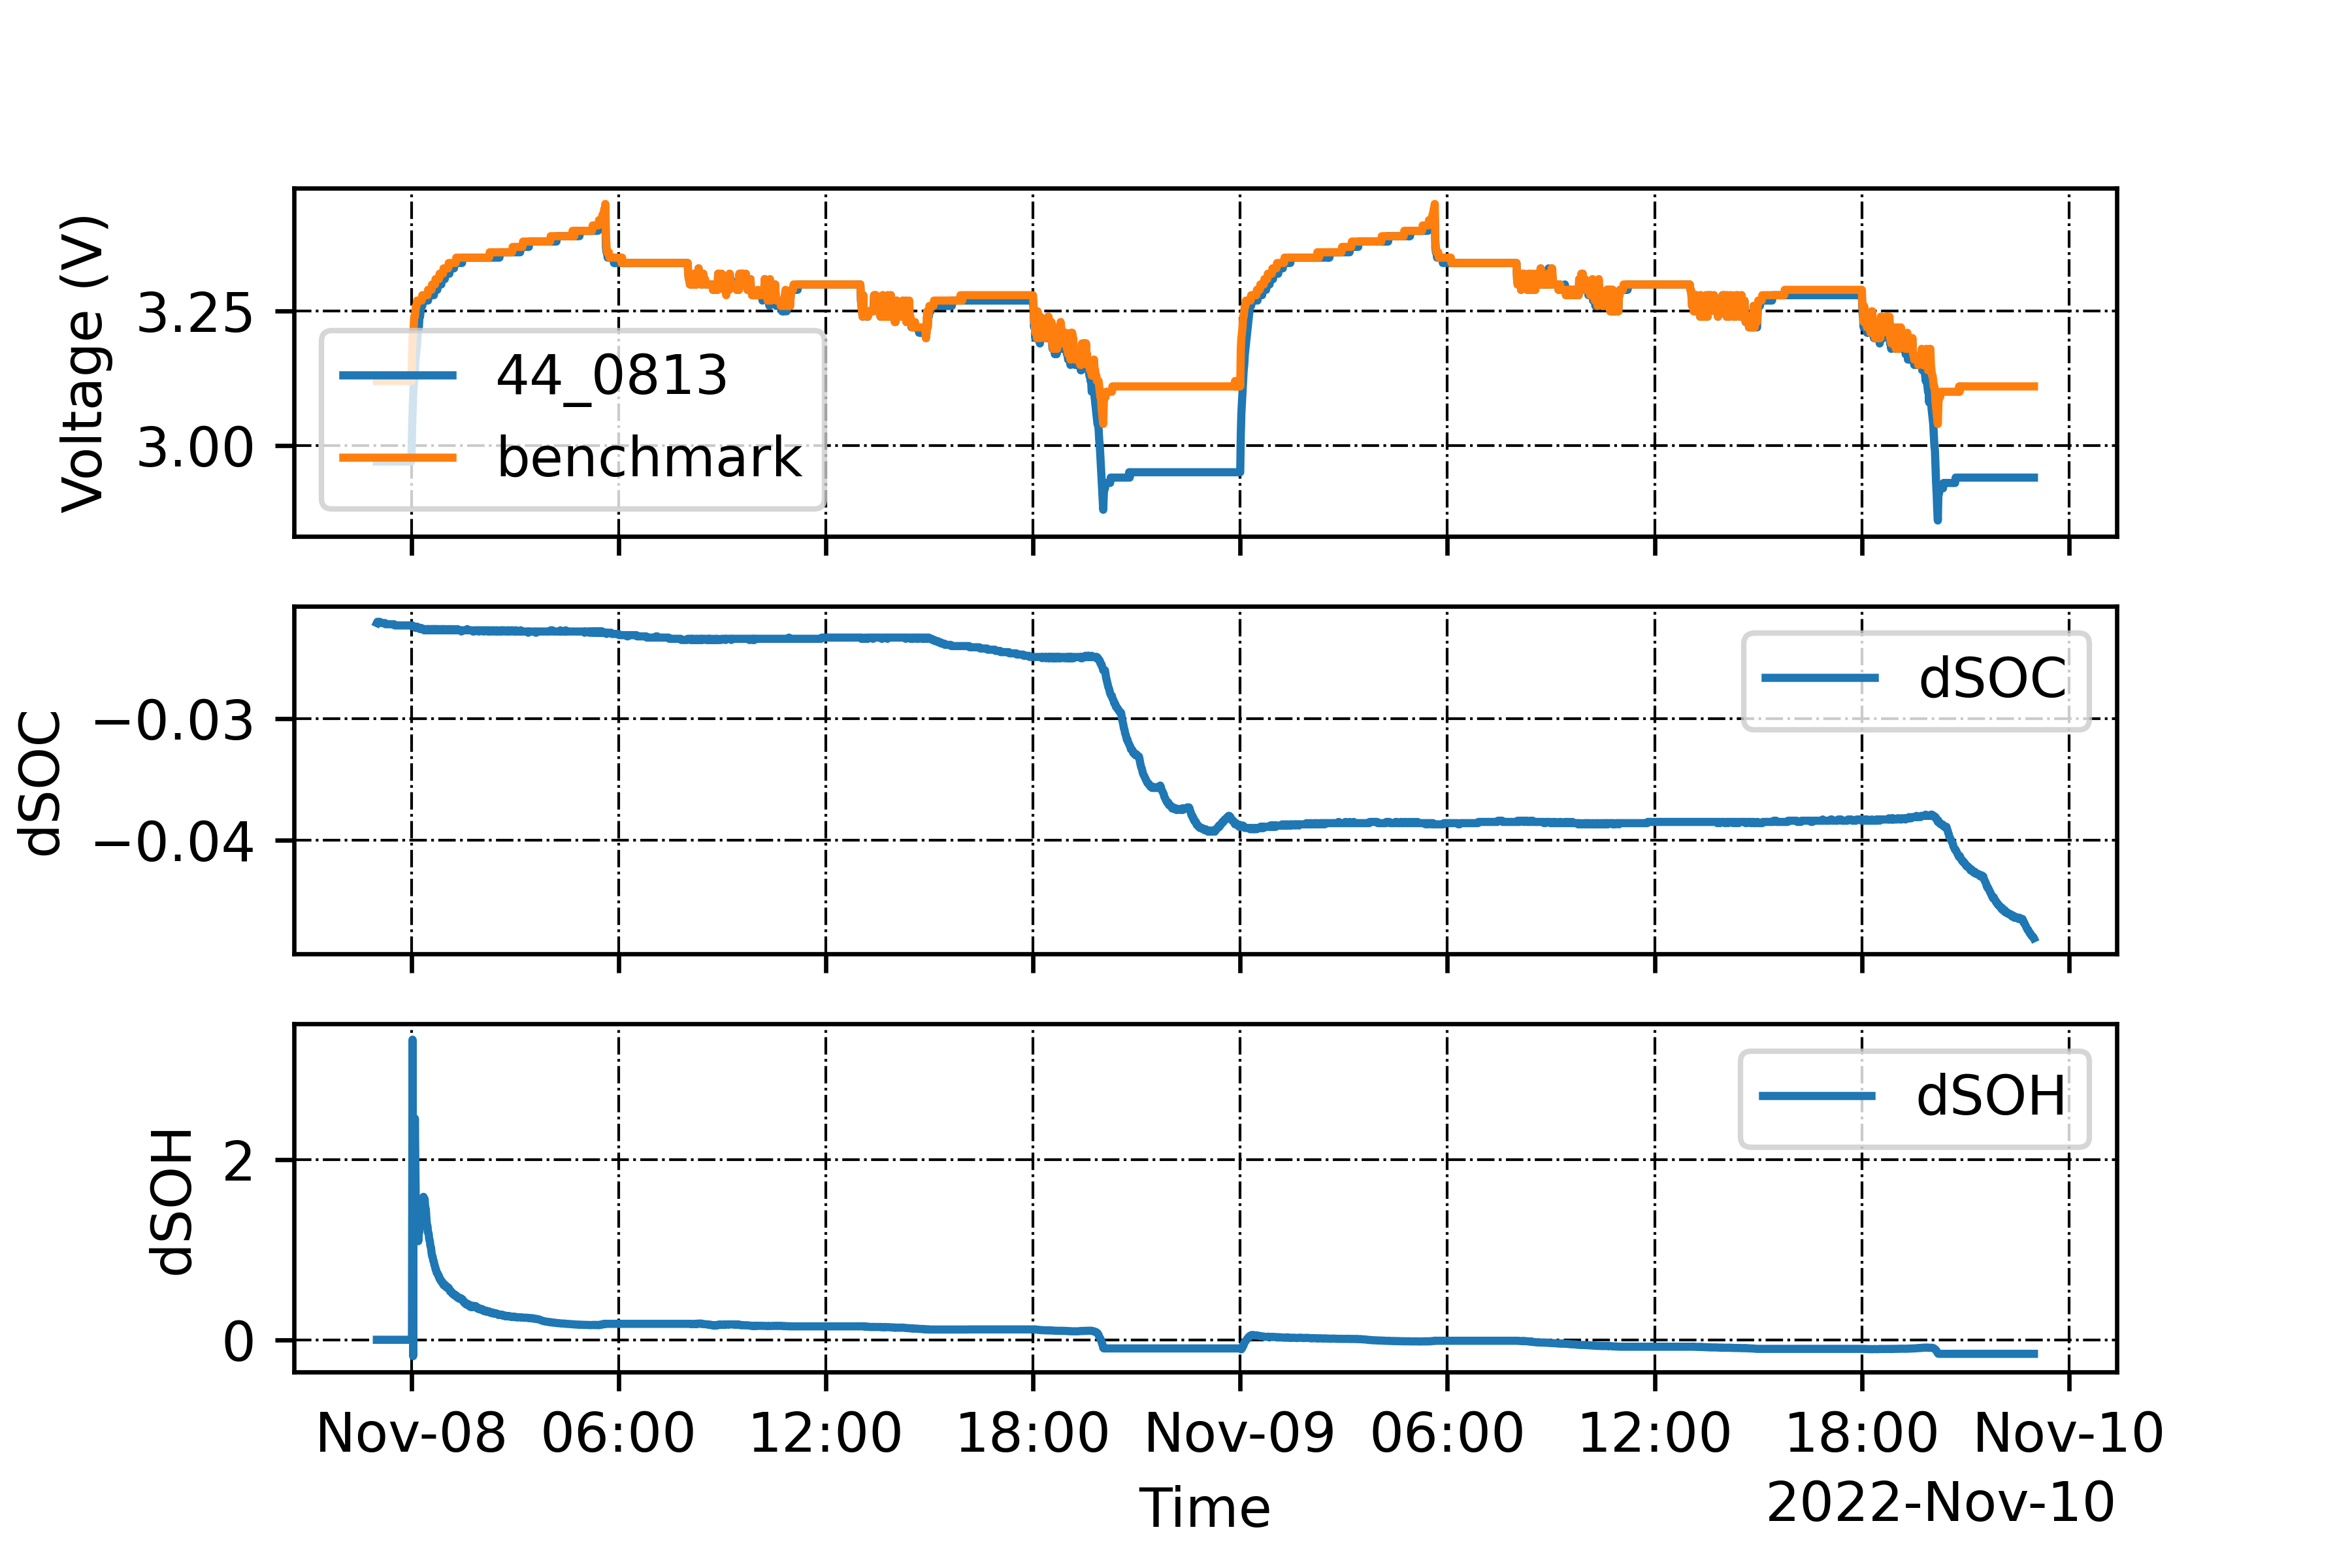 Voltage (V)
3.25
3.00
44_0813
benchmark
dSOC
−0.03
−0.04
dSOC
dSOH
2
0
dSOH
Nov-08 06:00 12:00 18:00 Nov-09 06:00 12:00 18:00 Nov-10
Time
2022-Nov-10